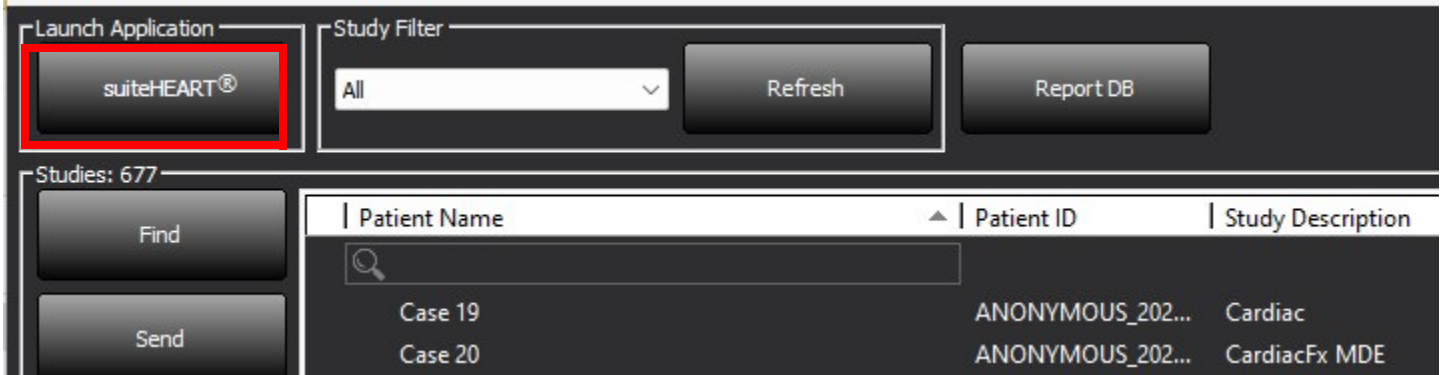 Launch Application
Study Filter
suiteHEART®
All
Refresh
Report DB
Studies: 677
Find
Send
Patient Name
Patient ID
Study Description
Case 19 ANONYMOUS_202... Cardiac
Case 20 ANONYMOUS_202... CardiacFx MDE